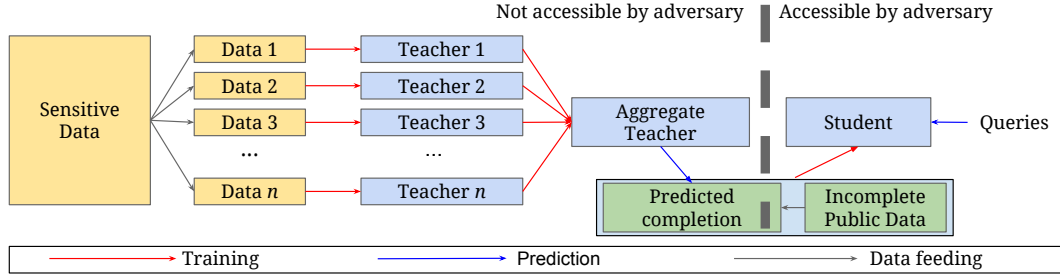 Not accessible by adversary
Accessible by adversary
Sensitive
Data
Data 1
Teacher 1
Data 2
Teacher 2
Data 3
Teacher 3
...
...
Data n
Teacher n
Aggregate
Teacher
Student
Queries
Predicted
completion
Incomplete
Public Data
Training
Prediction
Data feeding